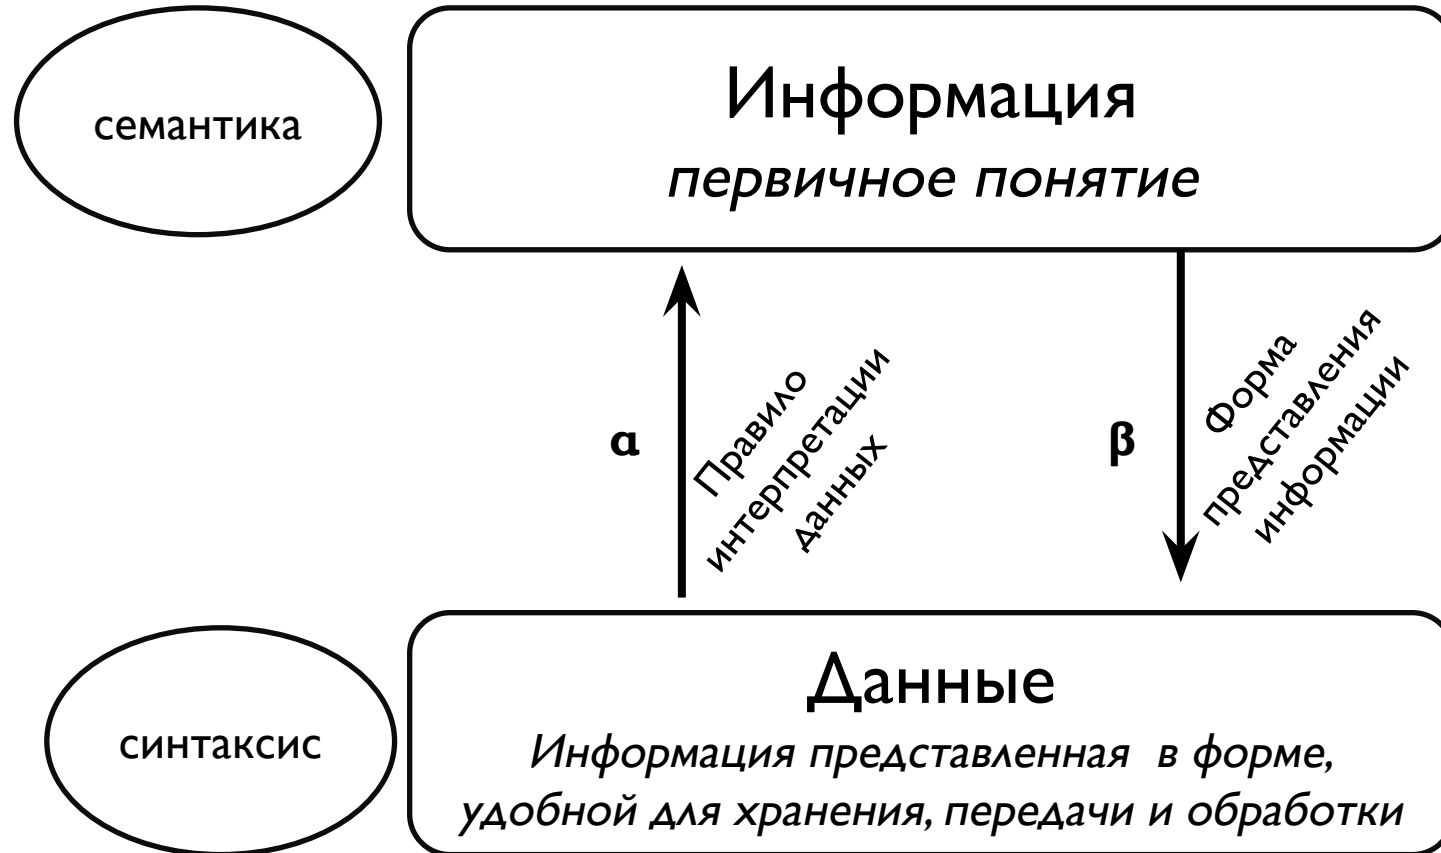 семантика
Информация
первичное понятие
α
Правило
интерпретации
данных
β
Форма
представления
информации
синтаксис
Данные
Информация представленная в форме,
удобной для хранения, передачи и обработки